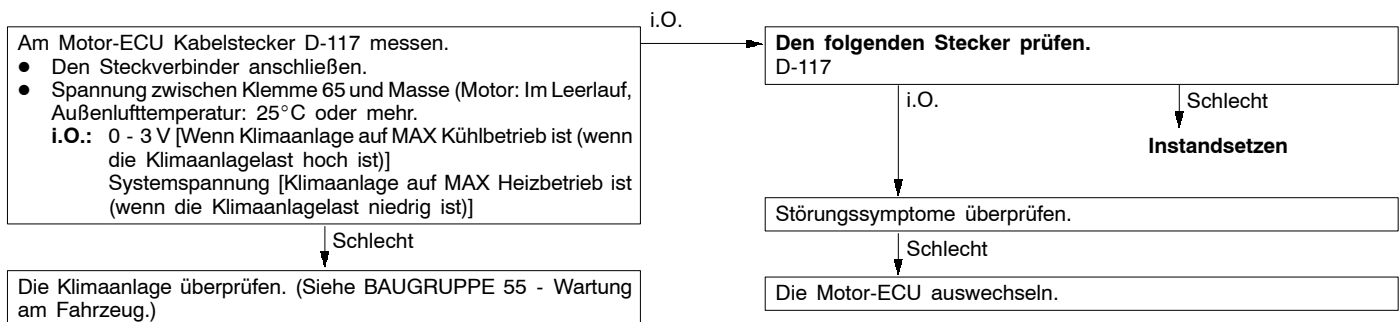 Am Motor-ECU Kabelstecker D-117 messen.
● Den Steckverbinder anschließen.
● Spannung zwischen Klemme 65 und Masse (Motor: Im Leerlauf,
Außenlufttemperatur: 25°C oder mehr.
i.O.: 0 - 3 V [Wenn Klimaanlage auf MAX Kühlbetrieb ist (wenn
die Klimaanlagelast hoch ist)]
Systemspannung [Klimaanlage auf MAX Heizbetrieb ist
(wenn die Klimaanlagelast niedrig ist)]
Schlecht
Die Klimaanlage überprüfen. (Siehe BAUGRUPPE 55 - Wartung
am Fahrzeug.)
i.O.
Den folgenden Stecker prüfen.
D-117
i.O.
Schlecht
Instandsetzen
Störungssymptome überprüfen.
Schlecht
Die Motor-ECU auswechseln.